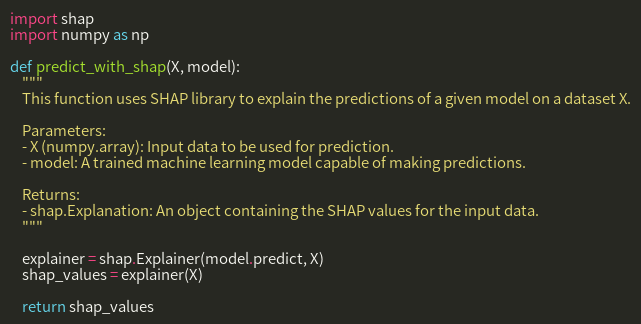 import shap
import numpy as np
def predict_with_shap(X, model):
"""
This function uses SHAP library to explain the predictions of a given model on a dataset X.
Parameters:
- X (numpy.array): Input data to be used for prediction.
- model: A trained machine learning model capable of making predictions.
Returns:
- shap.Explanation: An object containing the SHAP values for the input data.
"""
explainer = shap.Explainer(model.predict, X)
shap_values = explainer(X)
return shap_values